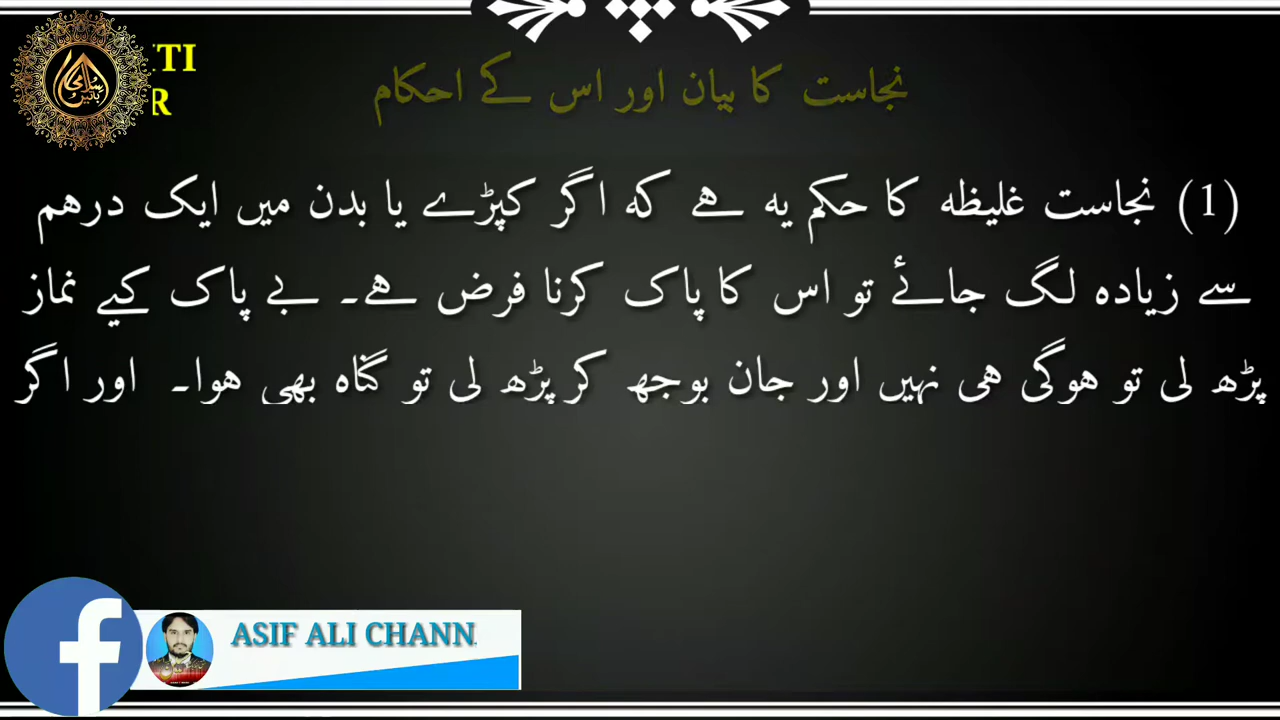 TI
R
نجاست کا بیان اور اس کے احکام
(1) نجاست غلیظہ کا حکم یہ ہے کہ اگر کپڑے یا بدن میں ایک درہم
سے زیادہ لگ جائے تو اس کا پاک کرنا فرض ہے۔ بے پاک کیے نماز
پڑھ لی تو ہوگی ہی نہیں اور جان بوجھ کر پڑھ لی تو گناہ بھی ہوا۔ اور اگر
f
ASIF ALI CHANN